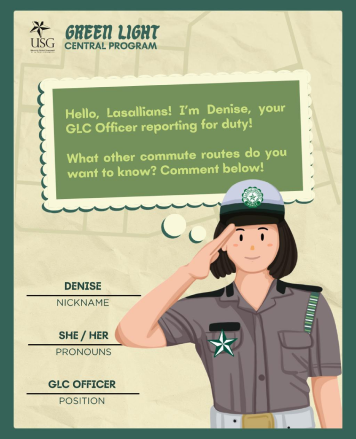 USG
GREEN LIGHT
CENTRAL PROGRAM
Hello, Lasallians! I'm Denise, your
GLC Officer reporting for duty!
What other commute routes do you
want to know? Comment below!
DENISE
NICKNAME
SHE / HER
PRONOUNS
GLC OFFICER
POSITION